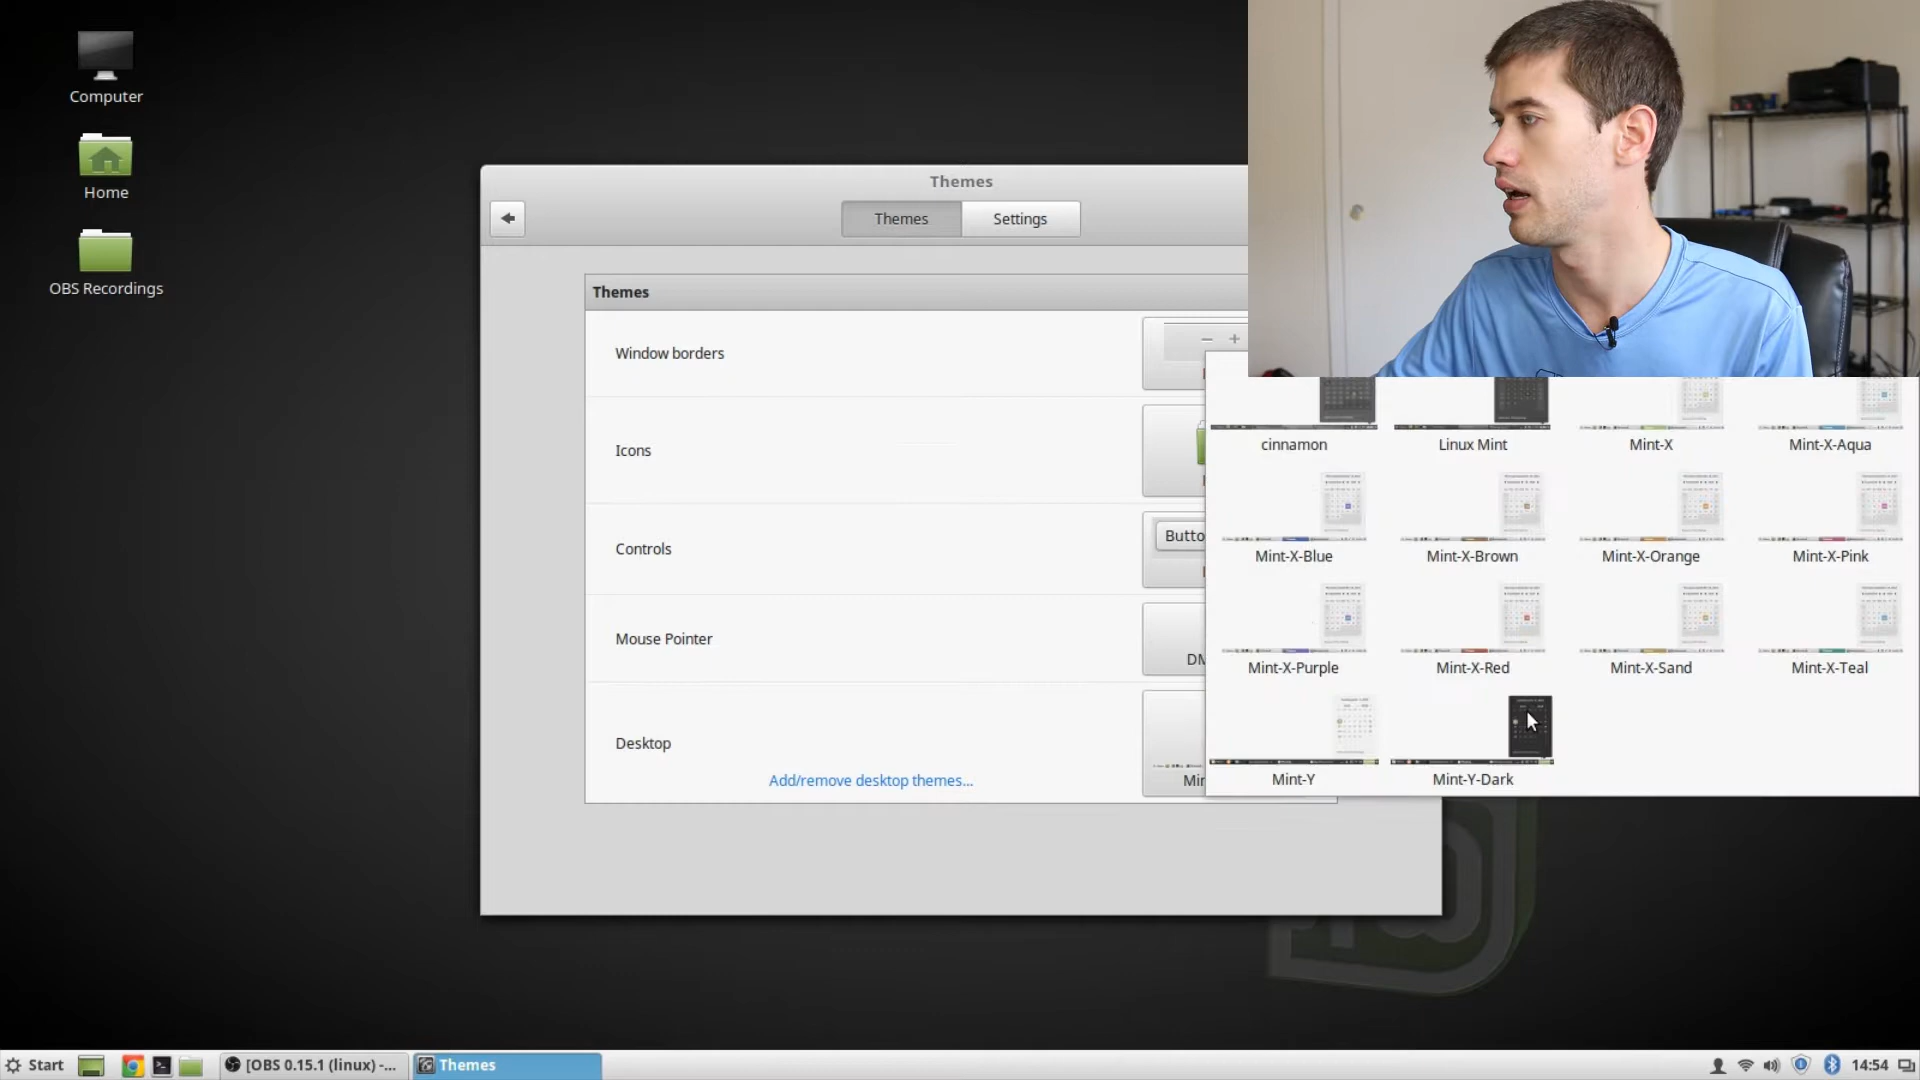 Computer
Home
OBS Recordings
Themes
Themes
Settings
Themes
Window borders
Icons
Controls
Mouse Pointer
Desktop
Add/remove desktop themes...
cinnamon
Linux Mint
Mint-X
Mint-X-Aqua
Mint-X-Blue
Mint-X-Brown
Mint-X-Orange
Mint-X-Pink
Mint-X-Purple
Mint-X-Red
Mint-X-Sand
Mint-X-Teal
Mint-Y
Mint-Y-Dark
Start
[OBS 0.15.1 (linux) -...
Themes
14:54